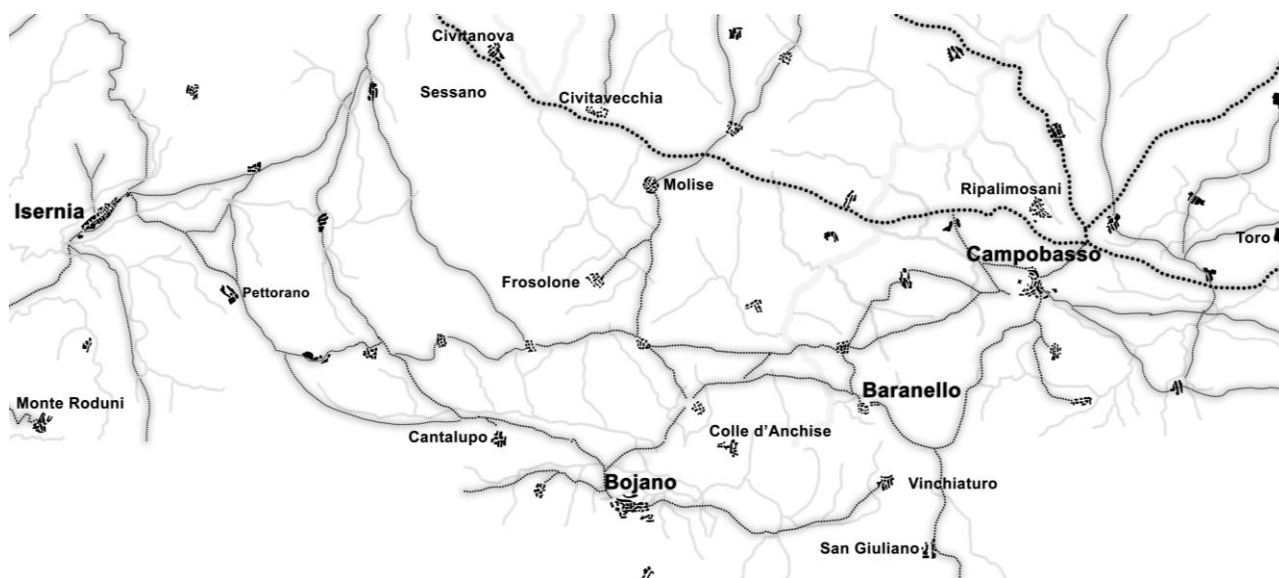 Civitanova
Sessano
Civitavecchia
Molise
Ripalimosani
Isernia
Toro
Campobasso
Frosolone
Pettorano
Baranello
Monte Roduni
Cantalupo
Colle d'Anchise
Bojano
Vinchiaturo
San Giuliano